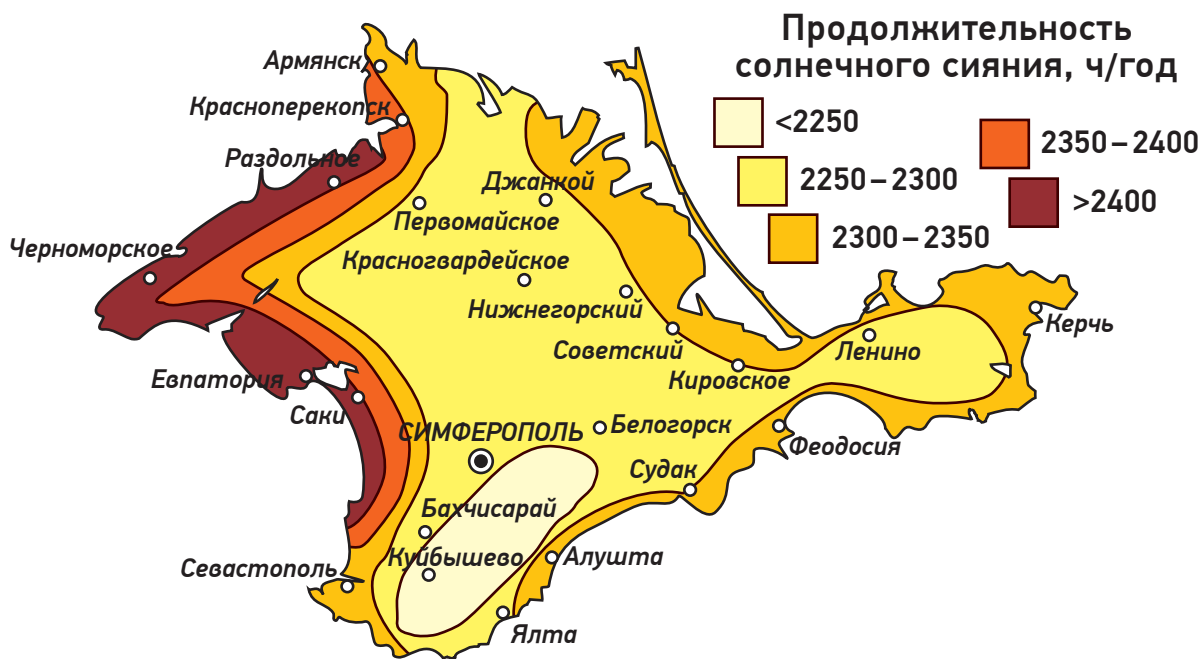 Продолжительность
солнечного сияния, ч/год
<2250
2250–2300
2300–2350
2350–2400
>2400
Армянск
Красноперекопск
Раздольное
Джанкой
Первомайское
Черноморское
Красногвардейское
Нижнегорский
Керчь
Советский
Ленино
Евпатория
Кировское
Саки
СИМФЕРОПОЛЬ
Белогорск
Феодосия
Судак
Бахчисарай
Куйбышево
Алушта
Севастополь
Ялта